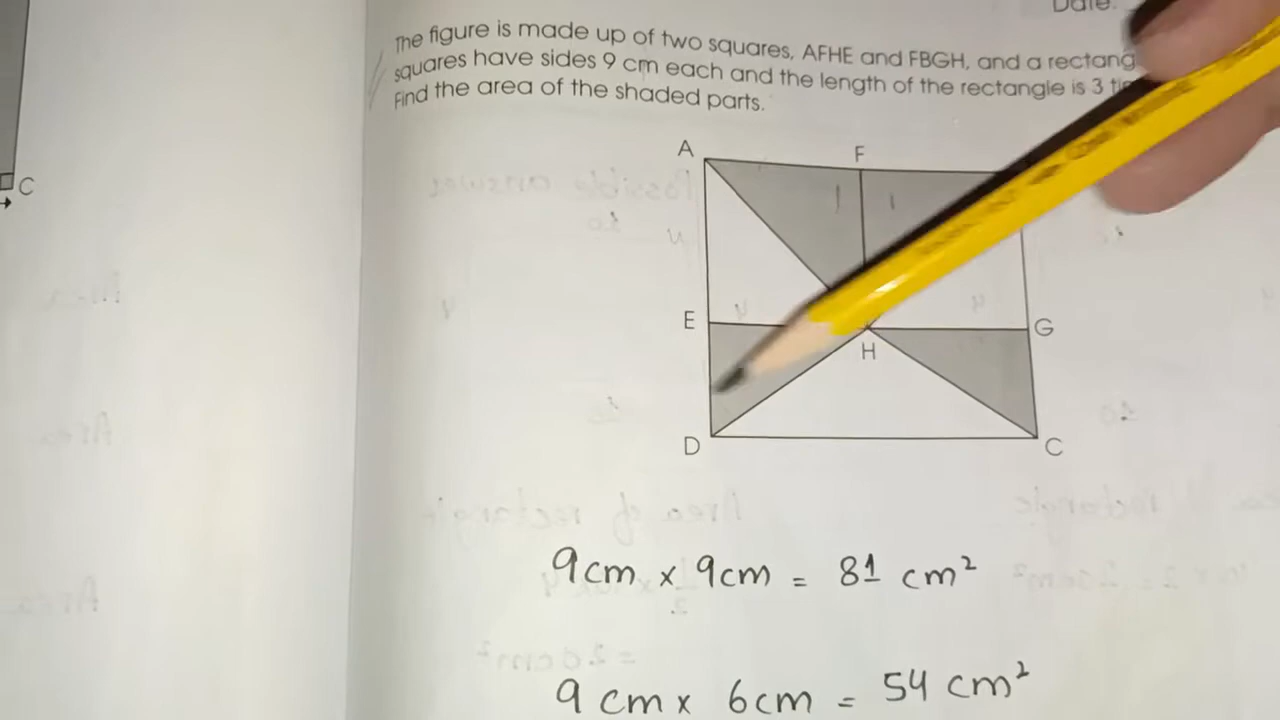 Date:
The figure is made up of two squares, AFHE and FBGH, and a rectang
squares have sides 9 cm each and the length of the rectangle is 3
Find the area of the shaded parts.
A
F
C
E
G
H
D
C
9cm x 9cm = 81 cm²
9 cm x 6cm = 54 cm²